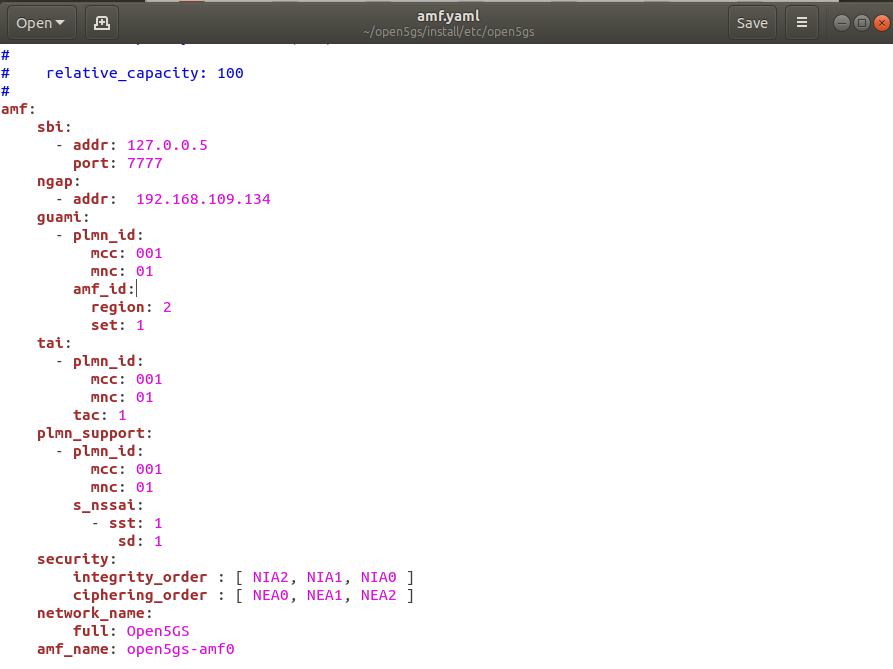 Open
amf.yaml
~/open5gs/install/etc/open5gs
Save
#
#    relative_capacity: 100
#
amf:
    sbi:
      - addr: 127.0.0.5
        port: 7777
    ngap:
      - addr:  192.168.109.134
    guami:
      - plmn_id:
          mcc: 001
          mnc: 01
        amf_id:
          region: 2
          set: 1
    tai:
      - plmn_id:
          mcc: 001
          mnc: 01
        tac: 1
    plmn_support:
      - plmn_id:
          mcc: 001
          mnc: 01
        s_nssai:
          - sst: 1
             sd: 1
    security:
        integrity_order : [ NIA2, NIA1, NIA0 ]
        ciphering_order : [ NEA0, NEA1, NEA2 ]
    network_name:
        full: Open5GS
    amf_name: open5gs-amf0